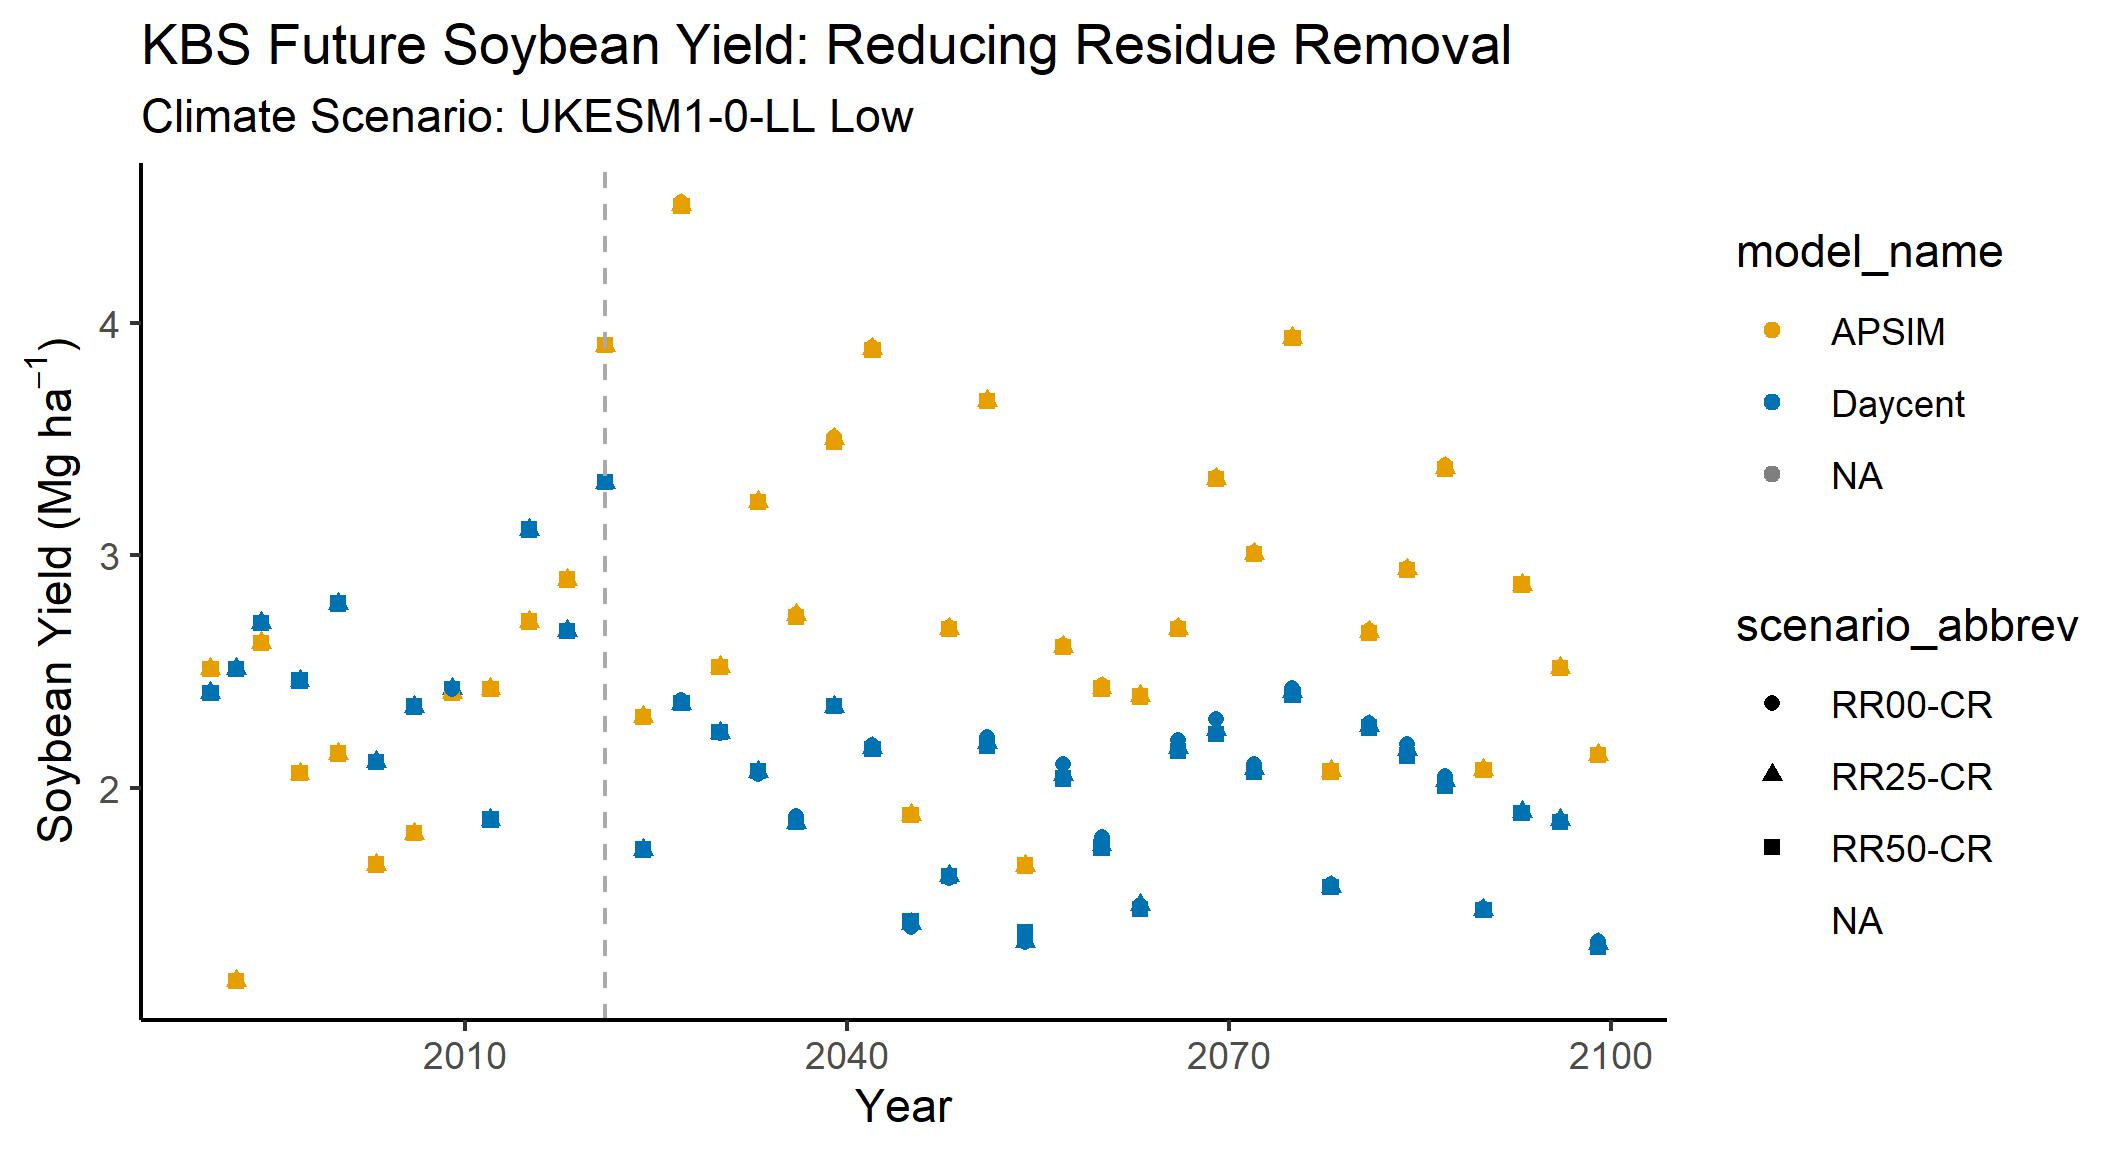 KBS Future Soybean Yield: Reducing Residue Removal
Climate Scenario: UKESM1-0-LL Low
Soybean Yield (Mg ha⁻¹)
4
3
2
2010
2040
2070
2100
Year
model_name
APSIM
Daycent
NA
scenario_abbrev
RR00-CR
RR25-CR
RR50-CR
NA